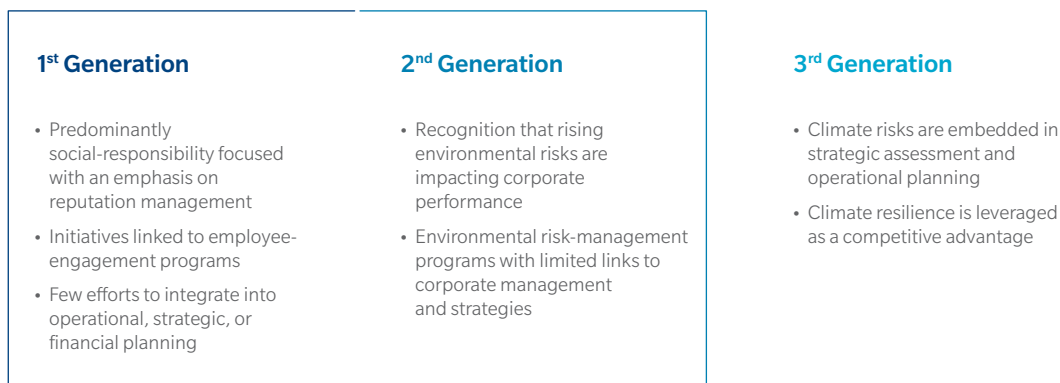 1st Generation
• Predominantly
social-responsibility focused
with an emphasis on
reputation management
• Initiatives linked to employee-
engagement programs
• Few efforts to integrate into
operational, strategic, or
financial planning
2nd Generation
• Recognition that rising
environmental risks are
impacting corporate
performance
• Environmental risk-management
programs with limited links to
corporate management
and strategies
3rd Generation
• Climate risks are embedded in
strategic assessment and
operational planning
• Climate resilience is leveraged
as a competitive advantage